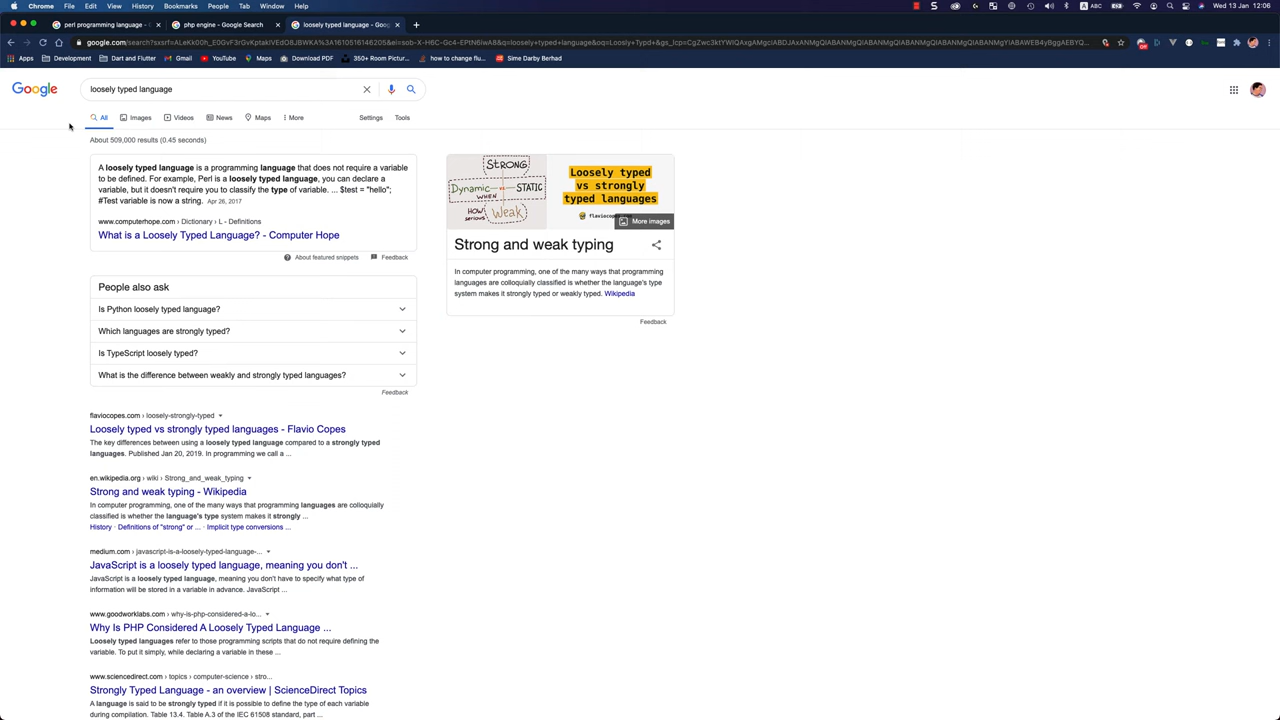 Chrome File Edit View History Bookmarks People Tab Window Help
ABC Wed 13 Jan 12:06
perl programming language - G
php engine - Google Search
loosely typed language - Goog
Apps Development Dart and Flutter Gmail YouTube Maps Download PDF 350+ Room Pictur... how to change flu... Sime Darby Berhad
Google
loosely typed language
All Images Videos News Maps More Settings Tools
About 509,000 results (0.45 seconds)
A loosely typed language is a programming language that does not require a variable
to be defined. For example, Perl is a loosely typed language, you can declare a
variable, but it doesn't require you to classify the type of variable. ... $test = "hello";
#Test variable is now a string. Apr 26, 2017
www.computerhope.com › Dictionary › L - Definitions
What is a Loosely Typed Language? - Computer Hope
About featured snippets Feedback
People also ask
Is Python loosely typed language?
Which languages are strongly typed?
Is TypeScript loosely typed?
What is the difference between weakly and strongly typed languages?
Feedback
flaviocopes.com › loosely-strongly-typed
Loosely typed vs strongly typed languages - Flavio Copes
The key differences between using a loosely typed language compared to a strongly typed
languages. Published Jan 20, 2019. In programming we call a ...
en.wikipedia.org › wiki › Strong_and_weak_typing
Strong and weak typing - Wikipedia
In computer programming, one of the many ways that programming languages are colloquially
classified is whether the language's type system makes it strongly ...
History · Definitions of "strong" or ... · Implicit type conversions ...
medium.com › javascript-is-a-loosely-typed-language-...
JavaScript is a loosely typed language, meaning you don't ...
JavaScript is a loosely typed language, meaning you don't have to specify what type of
information will be stored in a variable in advance. JavaScript ...
www.goodworklabs.com › why-is-php-considered-a-lo...
Why Is PHP Considered A Loosely Typed Language ...
Loosely typed languages refer to those programming scripts that do not require defining the
variable. To put it simply, while declaring a variable in these ...
www.sciencedirect.com › topics › computer-science › stro...
Strongly Typed Language - an overview | ScienceDirect Topics
A language is said to be strongly typed if it is possible to define the type of each variable
during compilation. Table 13.4. Table A.3 of the IEC 61508 standard, part ...
STRONG
Dynamic vs STATIC
WHEN
HOW
serious
Weak
Loosely typed
vs strongly
typed languages
More images
Strong and weak typing
In computer programming, one of the many ways that programming
languages are colloquially classified is whether the language's type
system makes it strongly typed or weakly typed. Wikipedia
Feedback